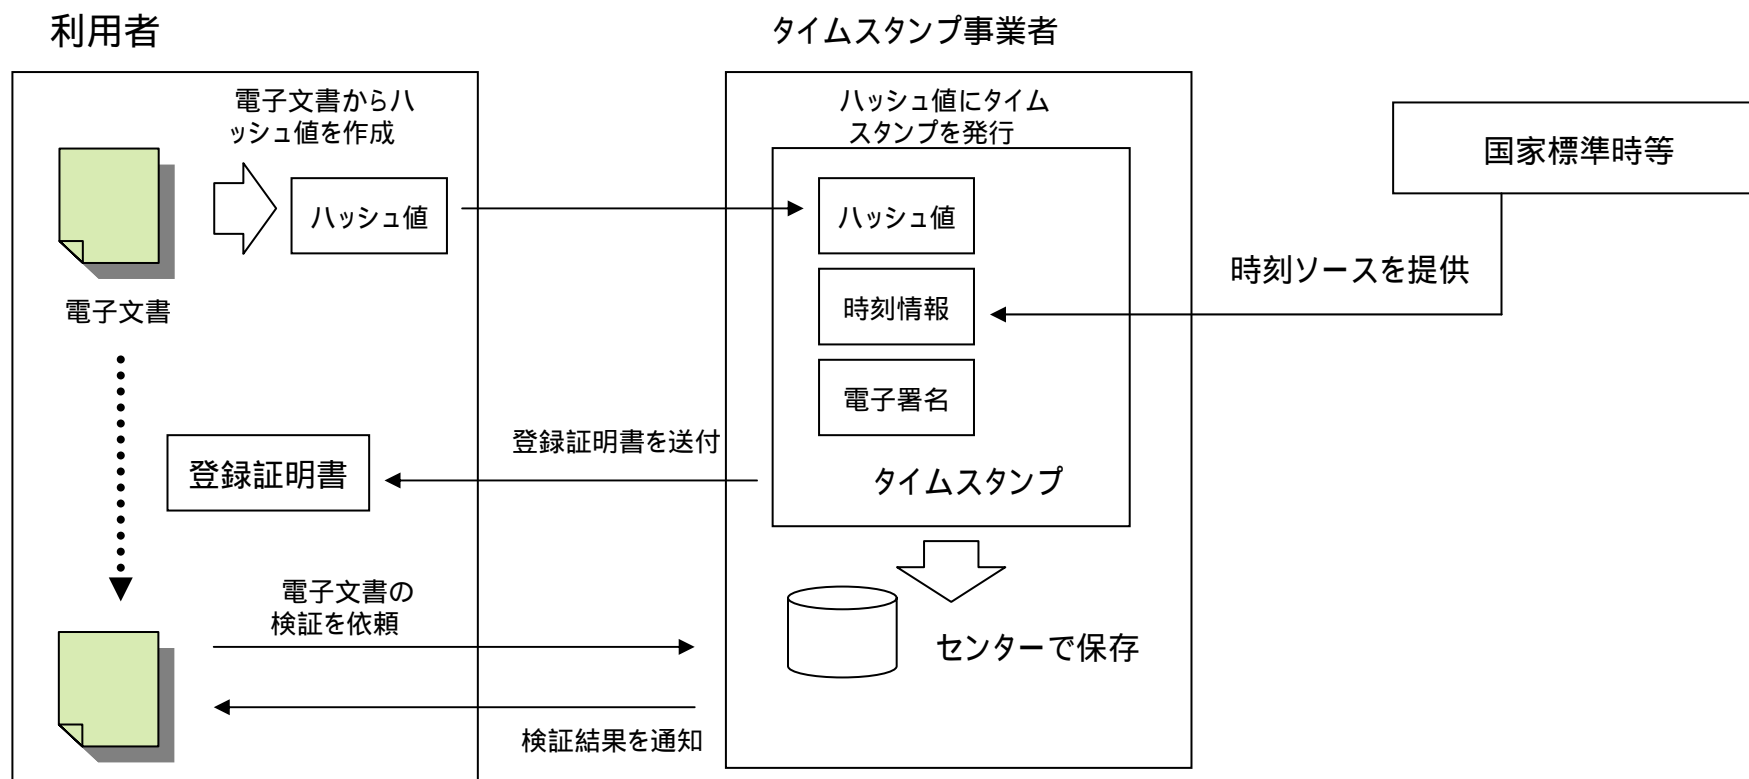 利用者
タイムスタンプ事業者
電子文書からハ
ッシュ値を作成
ハッシュ値にタイム
スタンプを発行
国家標準時等
ハッシュ値
ハッシュ値
時刻ソースを提供
電子文書
時刻情報
電子署名
登録証明書を送付
登録証明書
タイムスタンプ
電子文書の
検証を依頼
センターで保存
検証結果を通知